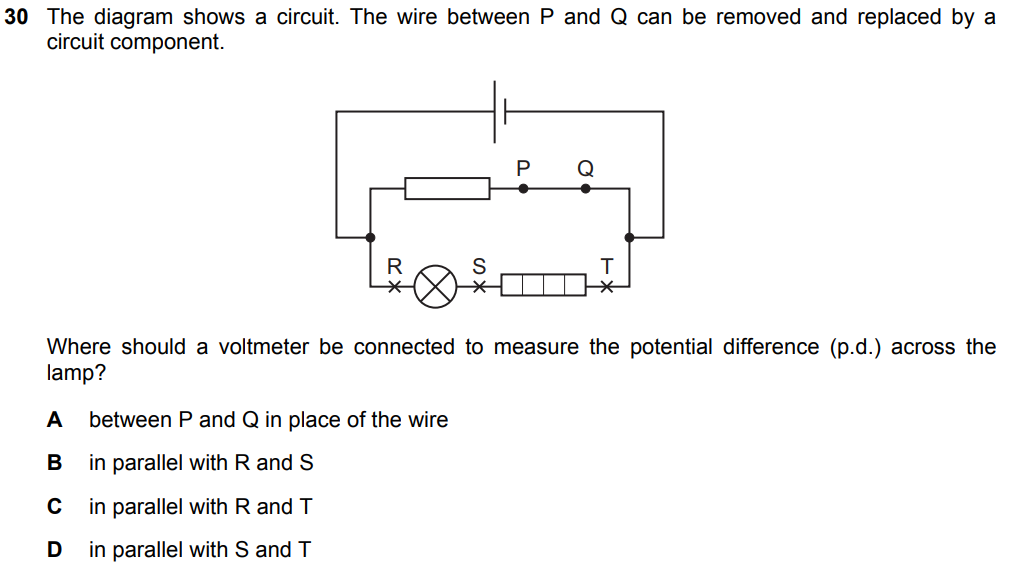 30 The diagram shows a circuit. The wire between P and Q can be removed and replaced by a
circuit component.
P Q
R S T
Where should a voltmeter be connected to measure the potential difference (p.d.) across the
lamp?
A between P and Q in place of the wire
B in parallel with R and S
C in parallel with R and T
D in parallel with S and T